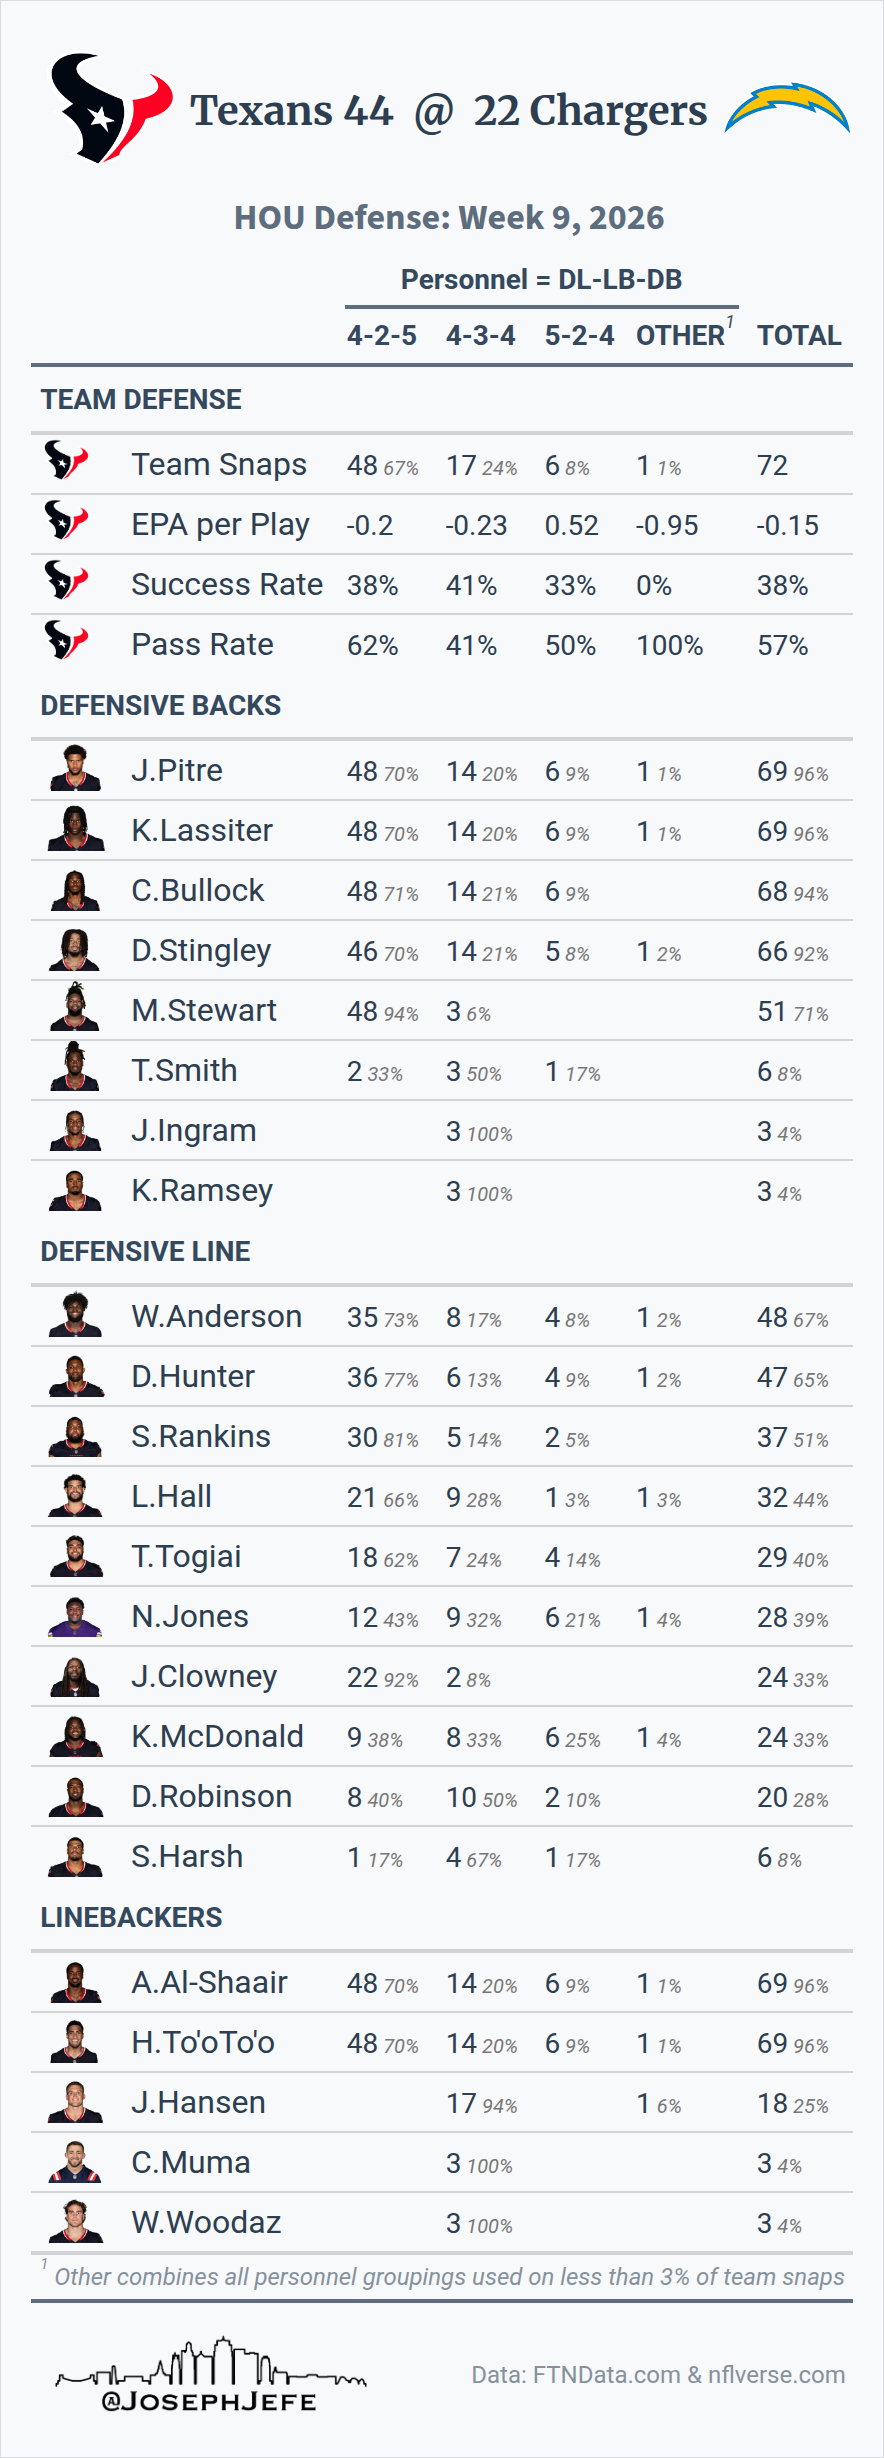 Texans 44 @ 22 Chargers
HOU Defense: Week 9, 2026
Personnel = DL-LB-DB
4-2-5 4-3-4 5-2-4 OTHER 1 TOTAL
TEAM DEFENSE
Team Snaps 48 67% 17 24% 6 8% 1 1% 72
EPA per Play -0.2 -0.23 0.52 -0.95 -0.15
Success Rate 38% 41% 33% 0% 38%
Pass Rate 62% 41% 50% 100% 57%
DEFENSIVE BACKS
J.Pitre 48 70% 14 20% 6 9% 1 1% 69 96%
K.Lassiter 48 70% 14 20% 6 9% 1 1% 69 96%
C.Bullock 48 71% 14 21% 6 9% 68 94%
D.Stingley 46 70% 14 21% 5 8% 1 2% 66 92%
M.Stewart 48 94% 3 6% 51 71%
T.Smith 2 33% 3 50% 1 17% 6 8%
J.Ingram 3 100% 3 4%
K.Ramsey 3 100% 3 4%
DEFENSIVE LINE
W.Anderson 35 73% 8 17% 4 8% 1 2% 48 67%
D.Hunter 36 77% 6 13% 4 9% 1 2% 47 65%
S.Rankins 30 81% 5 14% 2 5% 37 51%
L.Hall 21 66% 9 28% 1 3% 1 3% 32 44%
T.Togiai 18 62% 7 24% 4 14% 29 40%
N.Jones 12 43% 9 32% 6 21% 1 4% 28 39%
J.Clowney 22 92% 2 8% 24 33%
K.McDonald 9 38% 8 33% 6 25% 1 4% 24 33%
D.Robinson 8 40% 10 50% 2 10% 20 28%
S.Harsh 1 17% 4 67% 1 17% 6 8%
LINEBACKERS
A.Al-Shaair 48 70% 14 20% 6 9% 1 1% 69 96%
H.To'oTo'o 48 70% 14 20% 6 9% 1 1% 69 96%
J.Hansen 17 94% 1 6% 18 25%
C.Muma 3 100% 3 4%
W.Woodaz 3 100% 3 4%
1 Other combines all personnel groupings used on less than 3% of team snaps
@JOSEPHJEFE
Data: FTNData.com & nflverse.com